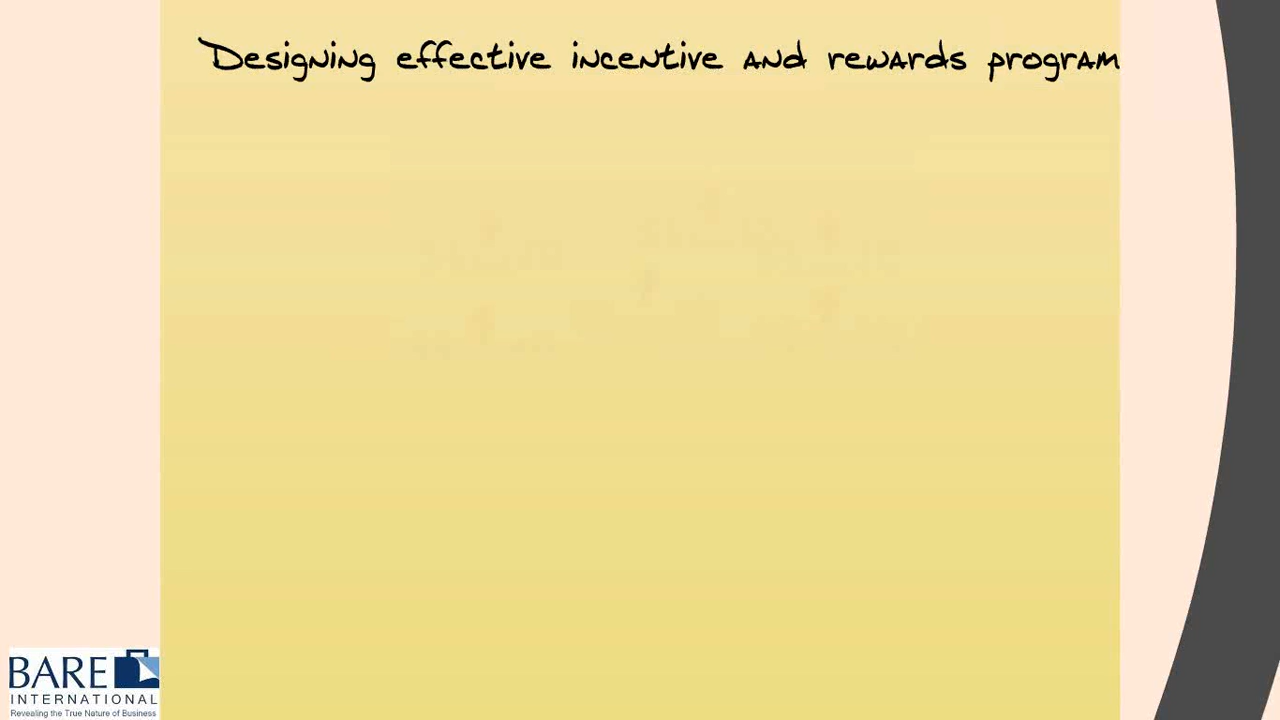 Designing effective incentive and rewards program
BARE
INTERNATIONAL
Revealing the True Nature of Business